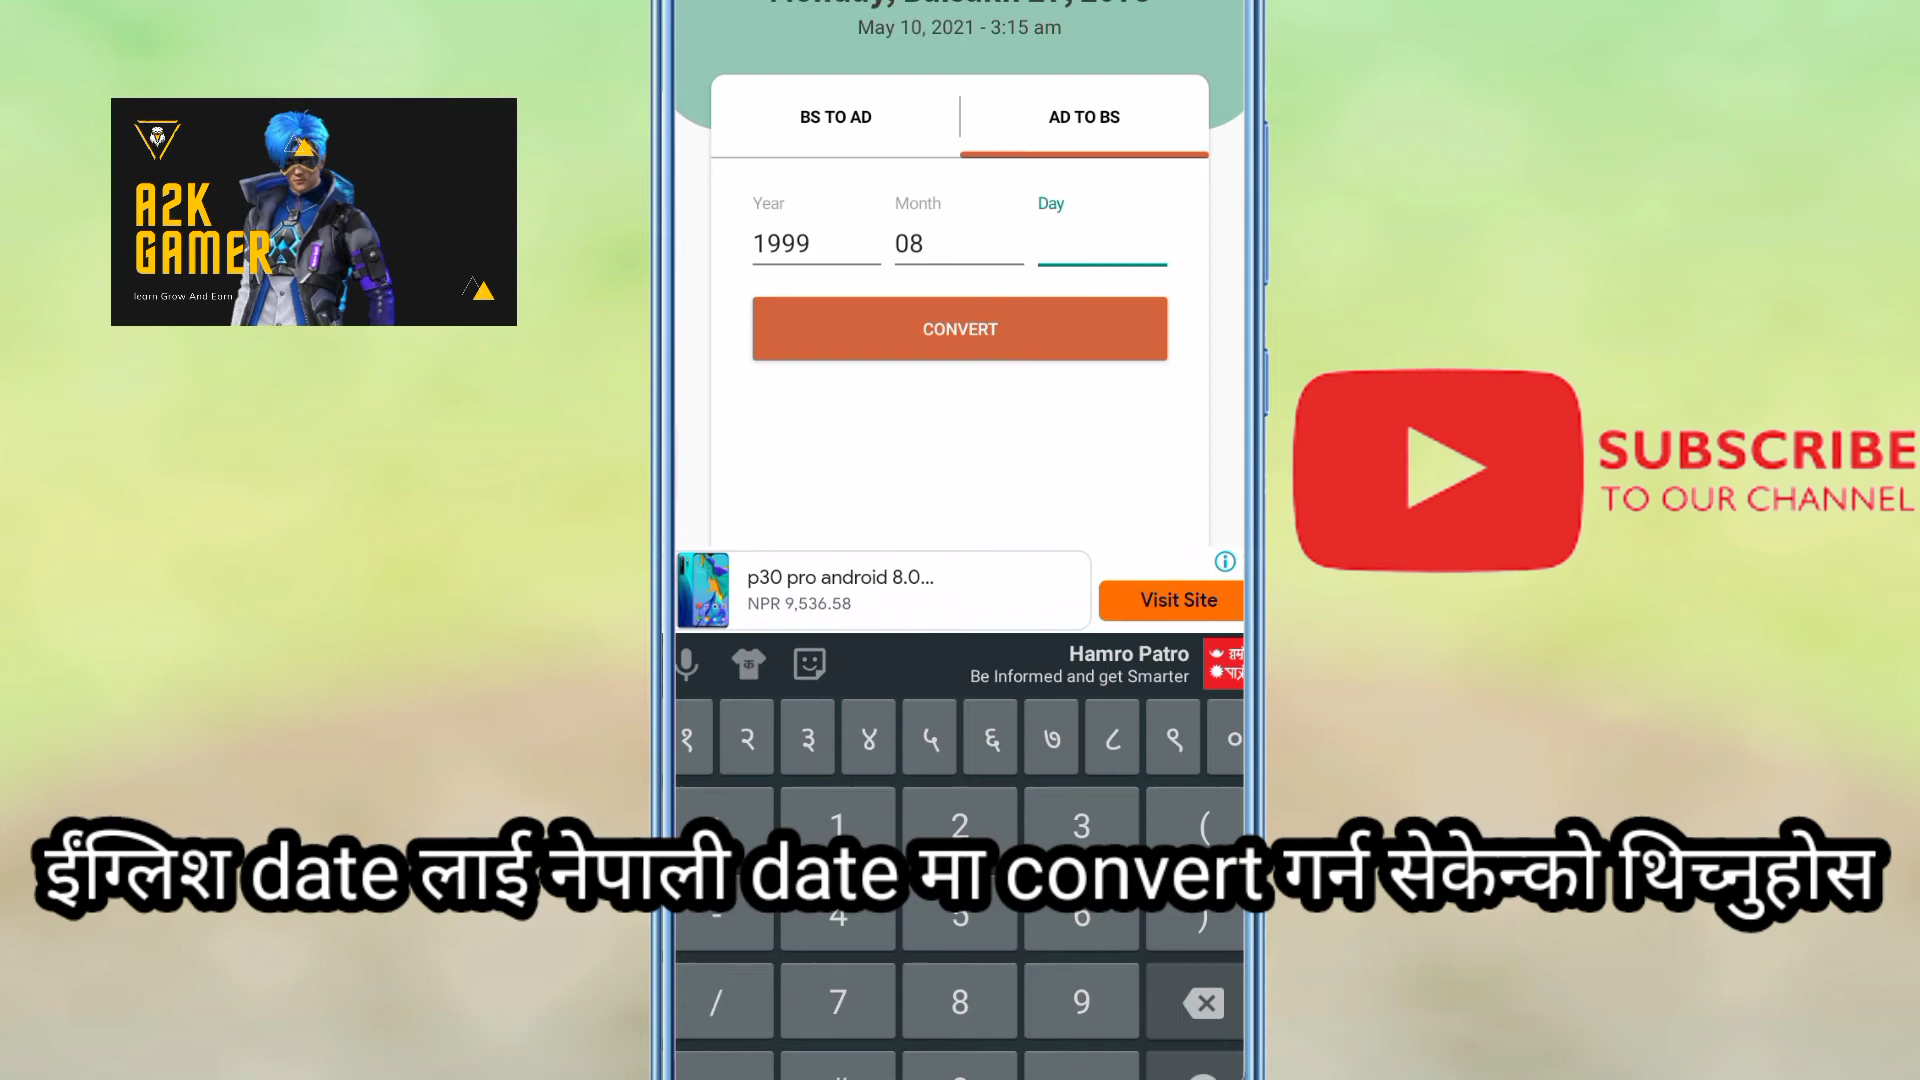 May 10, 2021 - 3:15 am
BS TO AD
AD TO BS
Year
Month
Day
1999
08
CONVERT
A2K
GAMER
learn Grow And Earn
SUBSCRIBE
TO OUR CHANNEL
p30 pro android 8.0...
NPR 9,536.58
Visit Site
Hamro Patro
Be Informed and get Smarter
१ २ ३ ४ ५ ६ ७ ८ ९ ०
1 2 3 (
ईंग्लिश date लाई नेपाली date मा convert गर्न सेकेन्को थिच्नुहोस
- 4 5 6 )
/ 7 8 9